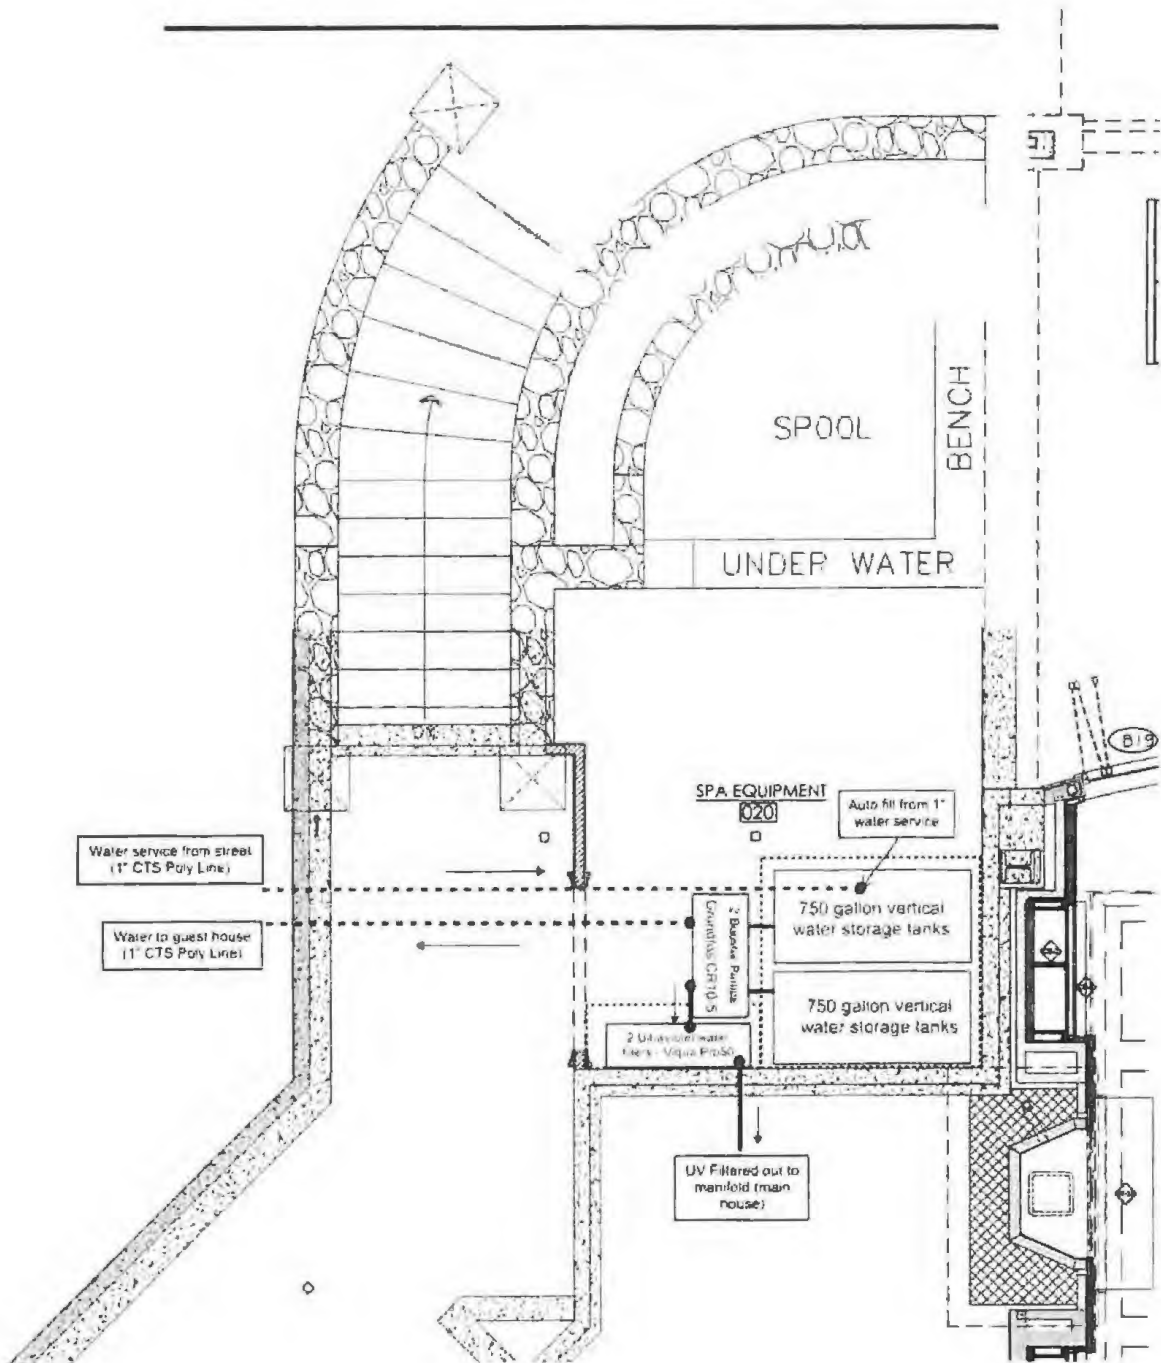 SPOOL
BENCH
UNDER WATER
B19
SPA EQUIPMENT
020
Auto fill from 1"
water service
Water service from street
(1" CTS Poly Line)
Water to guest house
(1" CTS Poly Line)
2 Booster Pumps
Grundfos CR10-5
750 gallon vertical
water storage tanks
750 gallon vertical
water storage tanks
2 Ultraviolet water
filters - Viqua Pro50
UV Filtered out to
manifold (main
house)